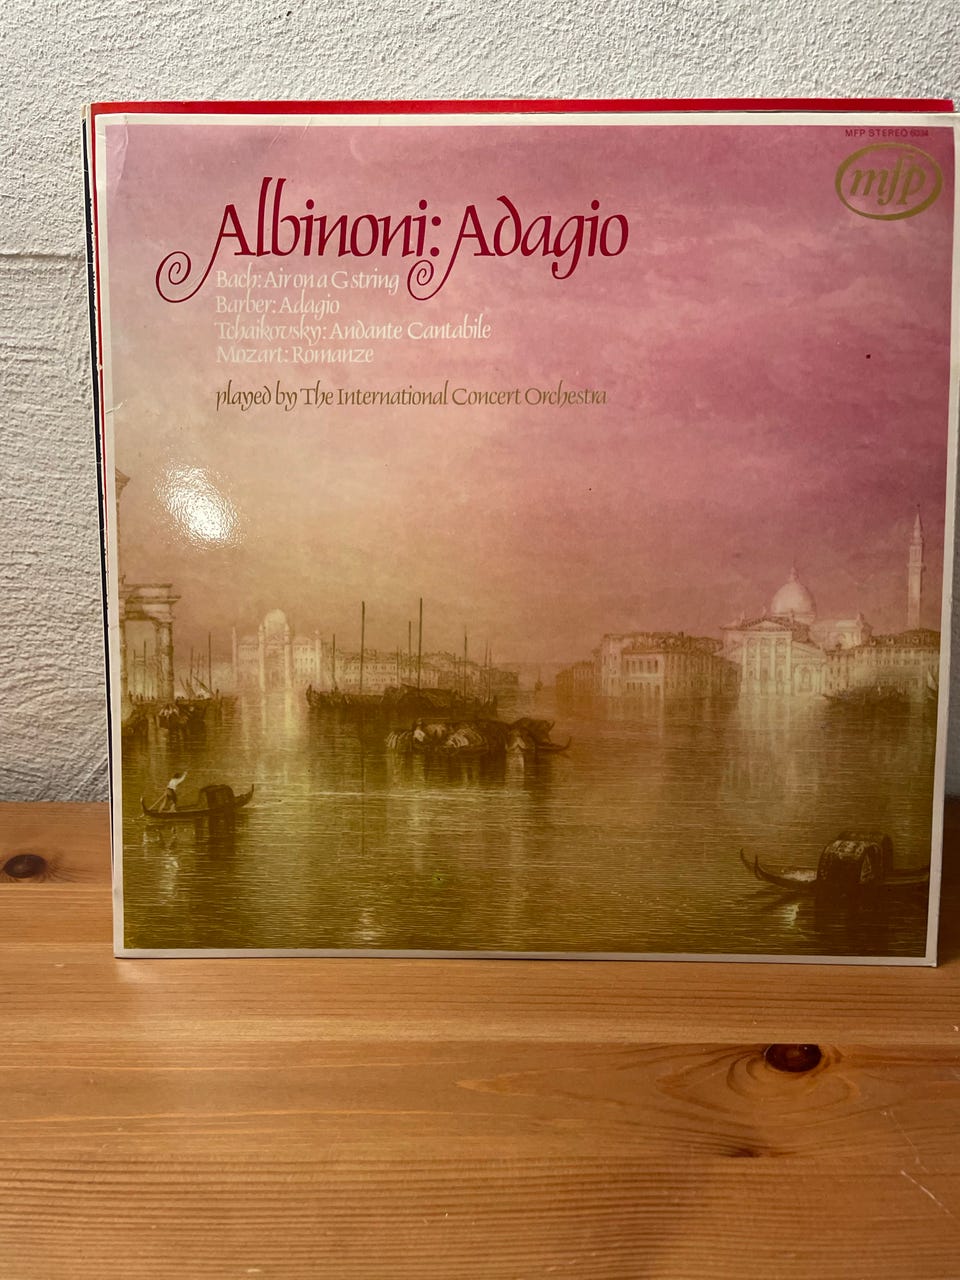 MFP STEREO 6034
mfp
Albinoni: Adagio
Bach: Air on a G string
Barber: Adagio
Tchaikovsky: Andante Cantabile
Mozart: Romanze
played by The International Concert Orchestra